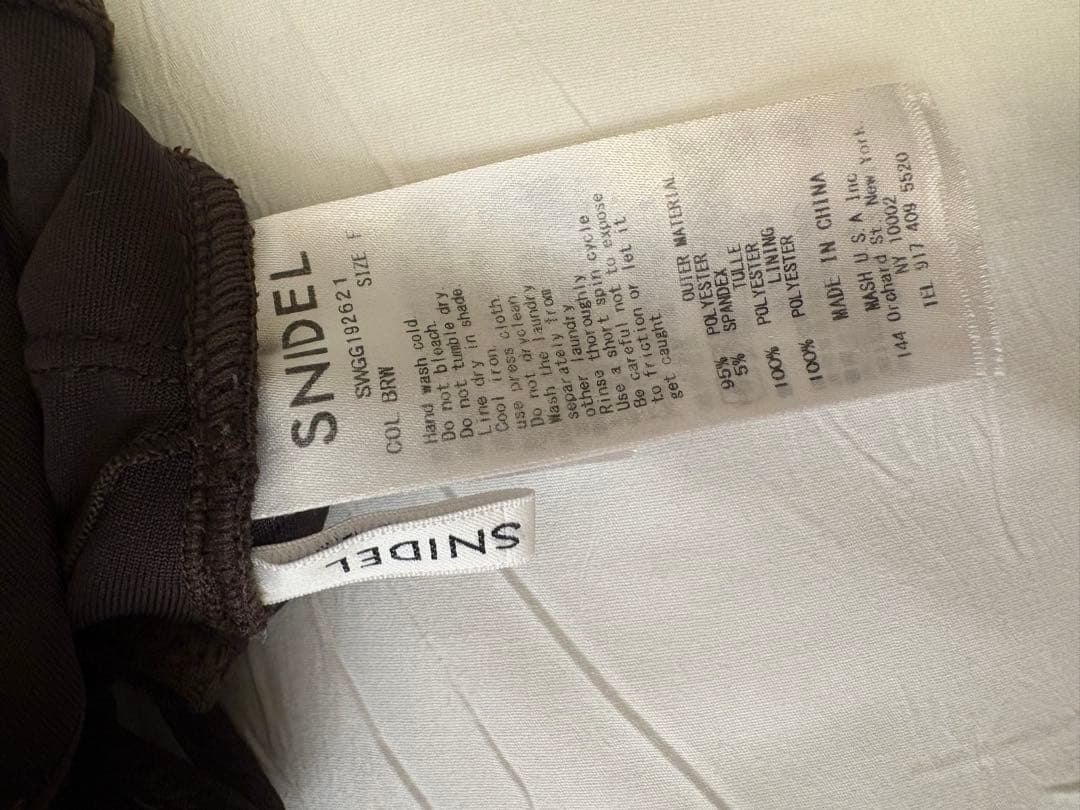 SNIDEL
SWGG192621
COL BRW SIZE F
Hand wash cold
Do not bleach.
Do not tumble dry.
Line dry in shade.
Cool iron.
use press cloth.
Do not dryclean
Wash the laundry
separately from
other laundry
Rinse thoroughly
Use a short spin cycle
Be careful not to expose
to friction or let it
get caught
OUTER MATERIAL
95% POLYESTER
5% SPANDEX
TULLE
100% POLYESTER
LINING
100% POLYESTER
MADE IN CHINA
MASH U S. A Inc
144 Orchard St. New York.
NY 10002
TEL 917 409 5520
SNIDEL